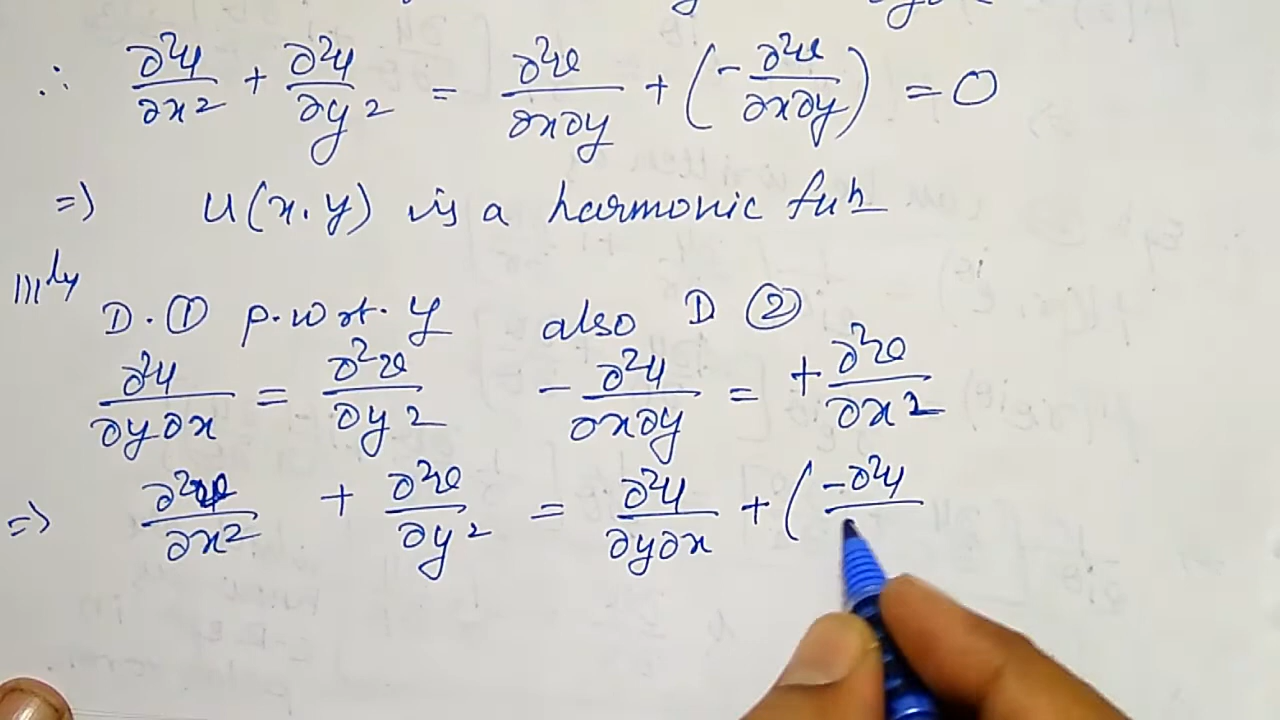 ∴ ∂²u/∂x² + ∂²u/∂y² = ∂²v/∂x∂y + (-∂²v/∂x∂y) = 0
=) u(x,y) is a harmonic fun
|||ly
D. ① p.w.r.t. y also D ②
∂²u/∂y∂x = ∂²v/∂y² -∂²u/∂x∂y = +∂²v/∂x²
=) ∂²v/∂x² + ∂²v/∂y² = ∂²u/∂y∂x + (-∂²u/